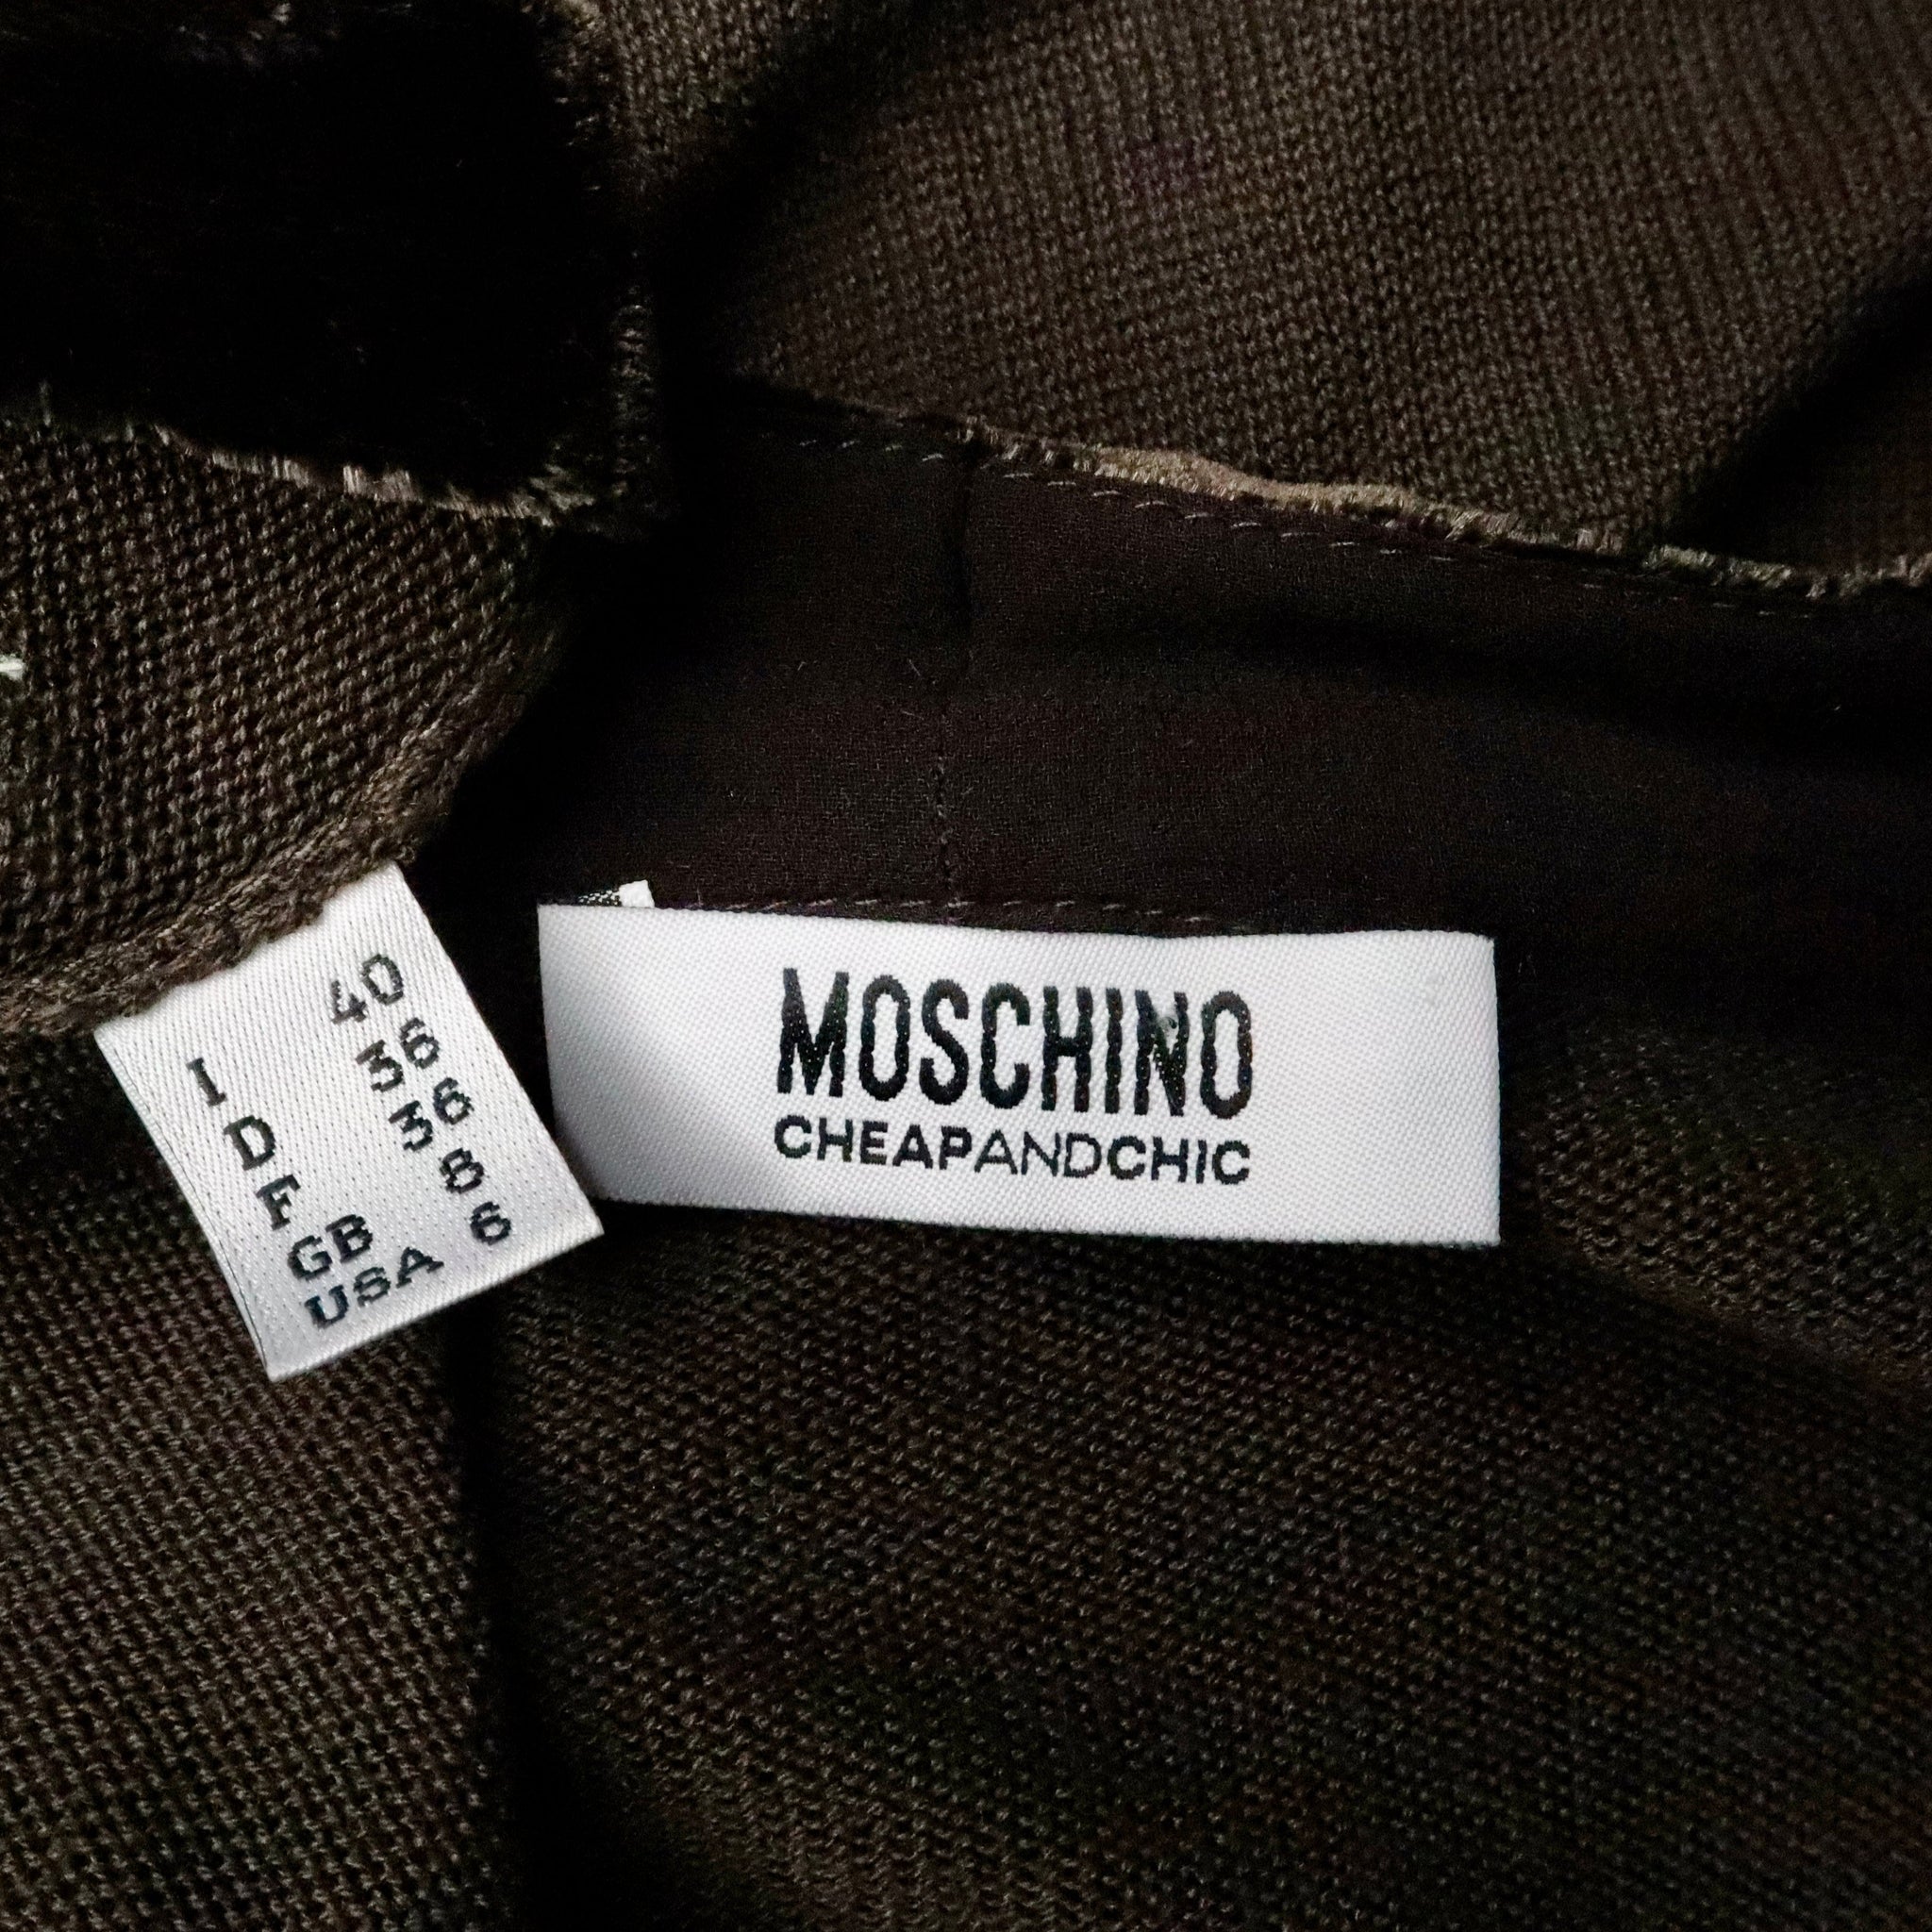 I 40
D 36
F 36
GB 8
USA 6
MOSCHINO
CHEAPANDCHIC